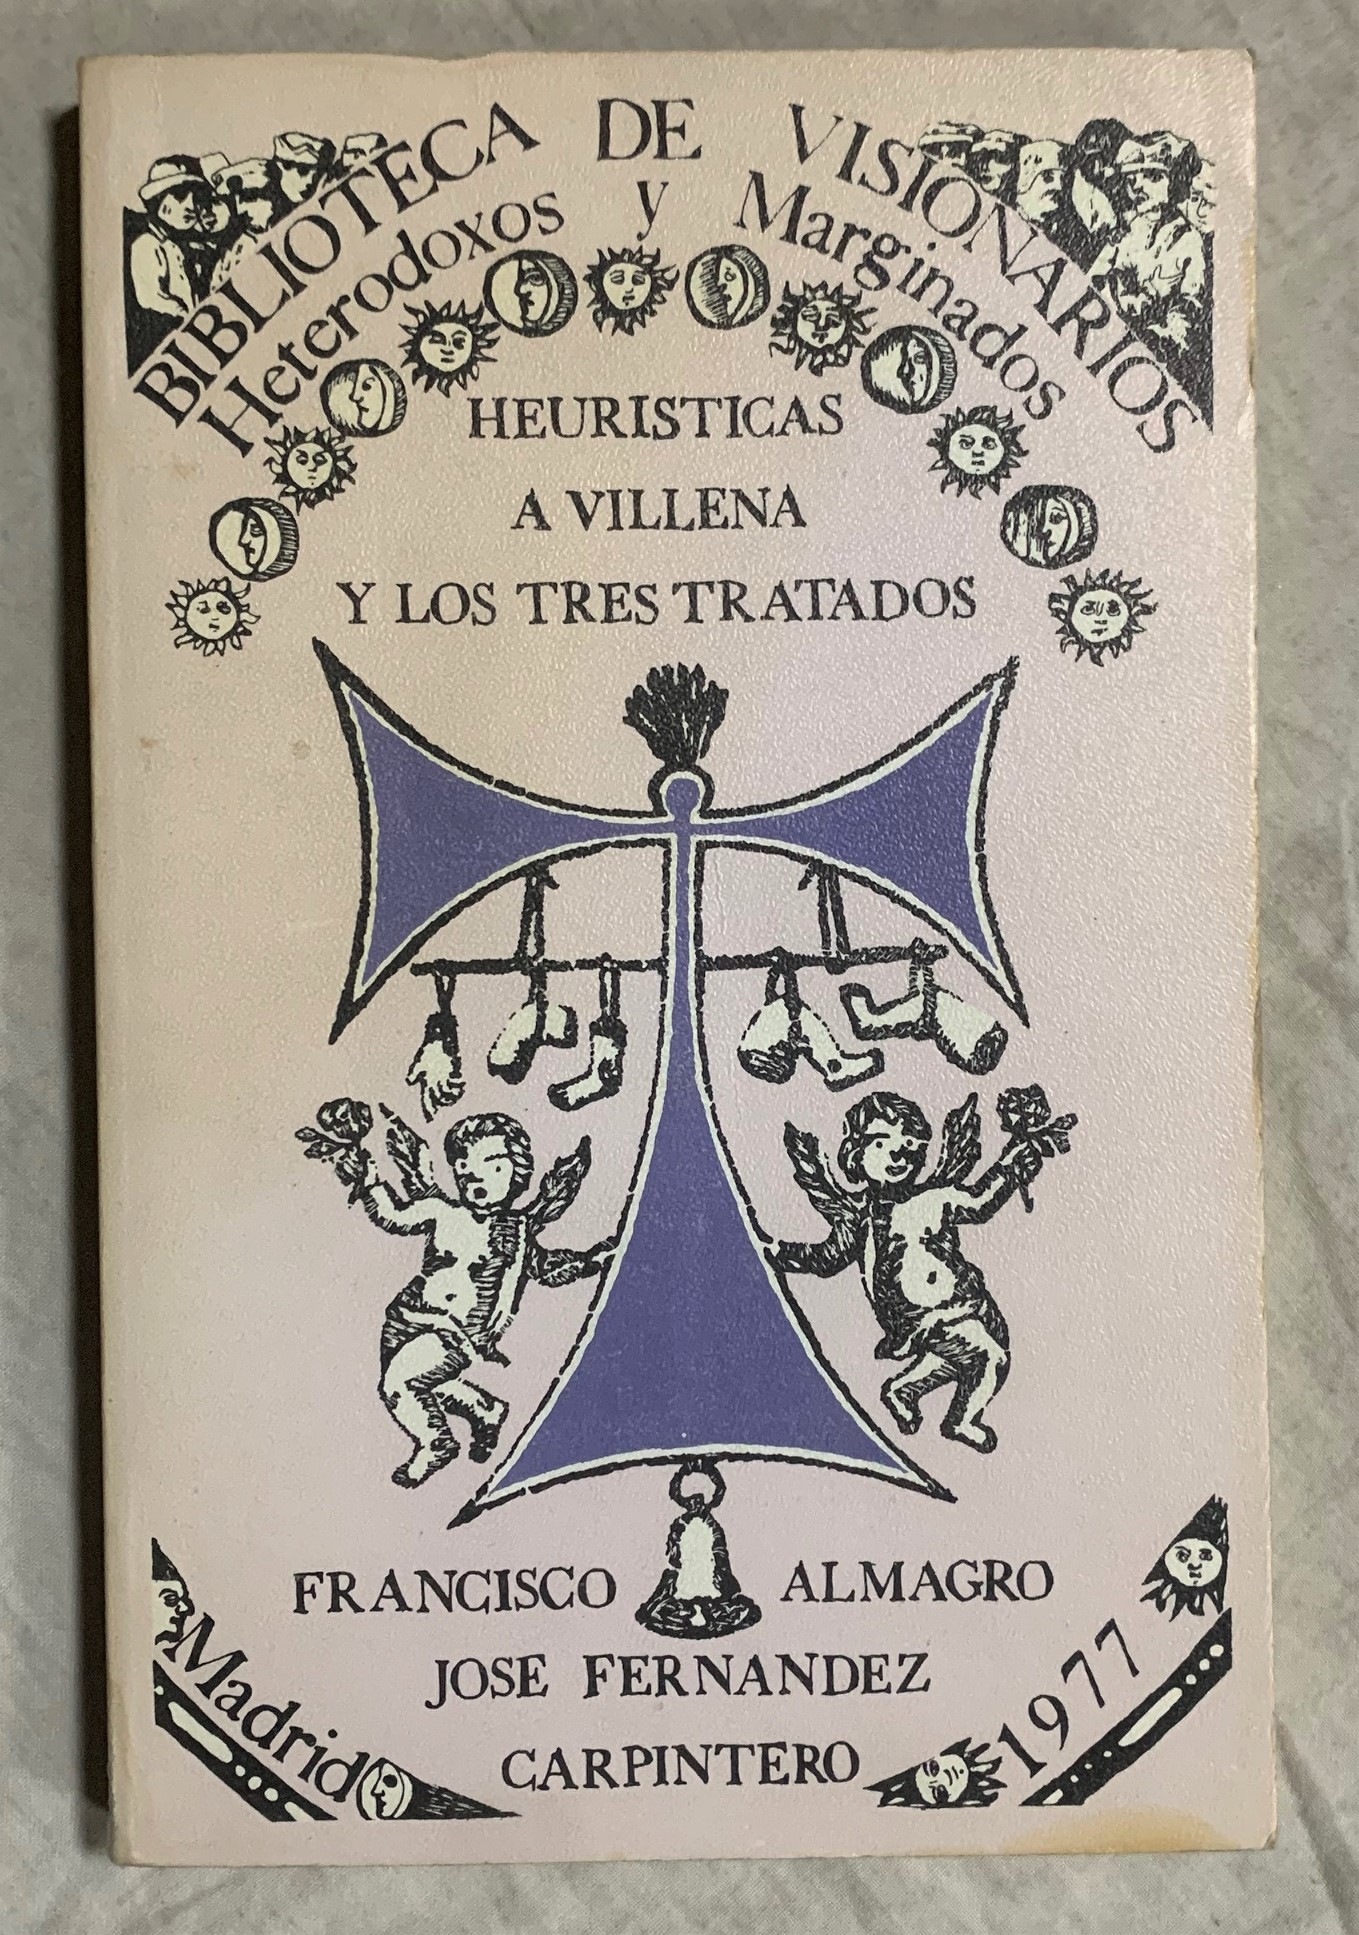 BIBLIOTECA DE VISIONARIOS
Heterodoxos y Marginados
HEURISTICAS
A VILLENA
Y LOS TRES TRATADOS
FRANCISCO ALMAGRO
JOSE FERNANDEZ
CARPINTERO
Madrid 1977